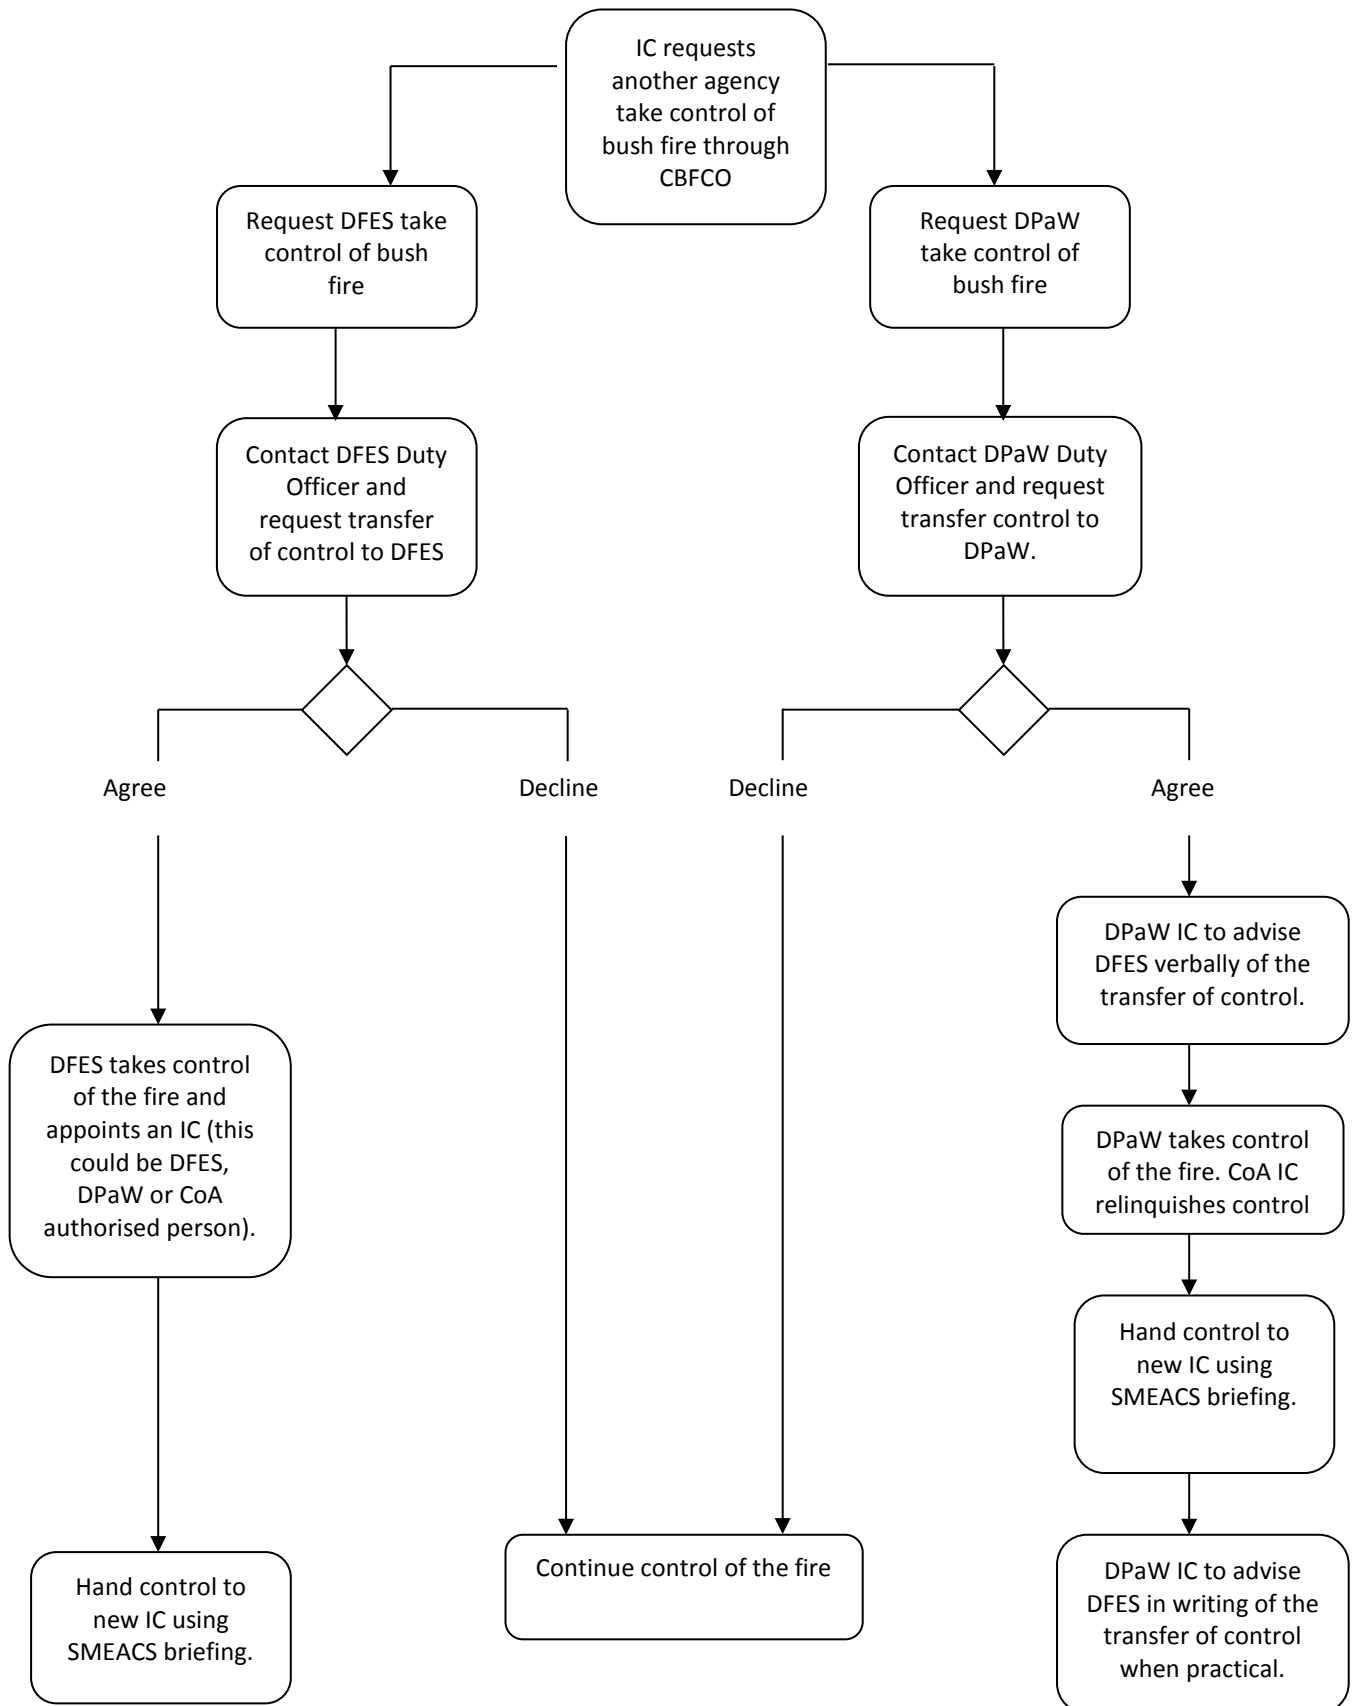 IC requests
another agency
take control of
bush fire through
CBFCO
Request DFES take
control of bush
fire
Request DPaW
take control of
bush fire
Contact DFES Duty
Officer and
request transfer
of control to DFES
Contact DPaW Duty
Officer and request
transfer control to
DPaW.
Agree
Decline
Decline
Agree
DPaW IC to advise
DFES verbally of the
transfer of control.
DFES takes control
of the fire and
appoints an IC (this
could be DFES,
DPaW or CoA
authorised person).
DPaW takes control
of the fire. CoA IC
relinquishes control
Hand control to
new IC using
SMEACS briefing.
Hand control to
new IC using
SMEACS briefing.
Continue control of the fire
DPaW IC to advise
DFES in writing of the
transfer of control
when practical.